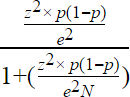 z²× p(1−p)
e²
1+(z²× p(1−p)
e²N)